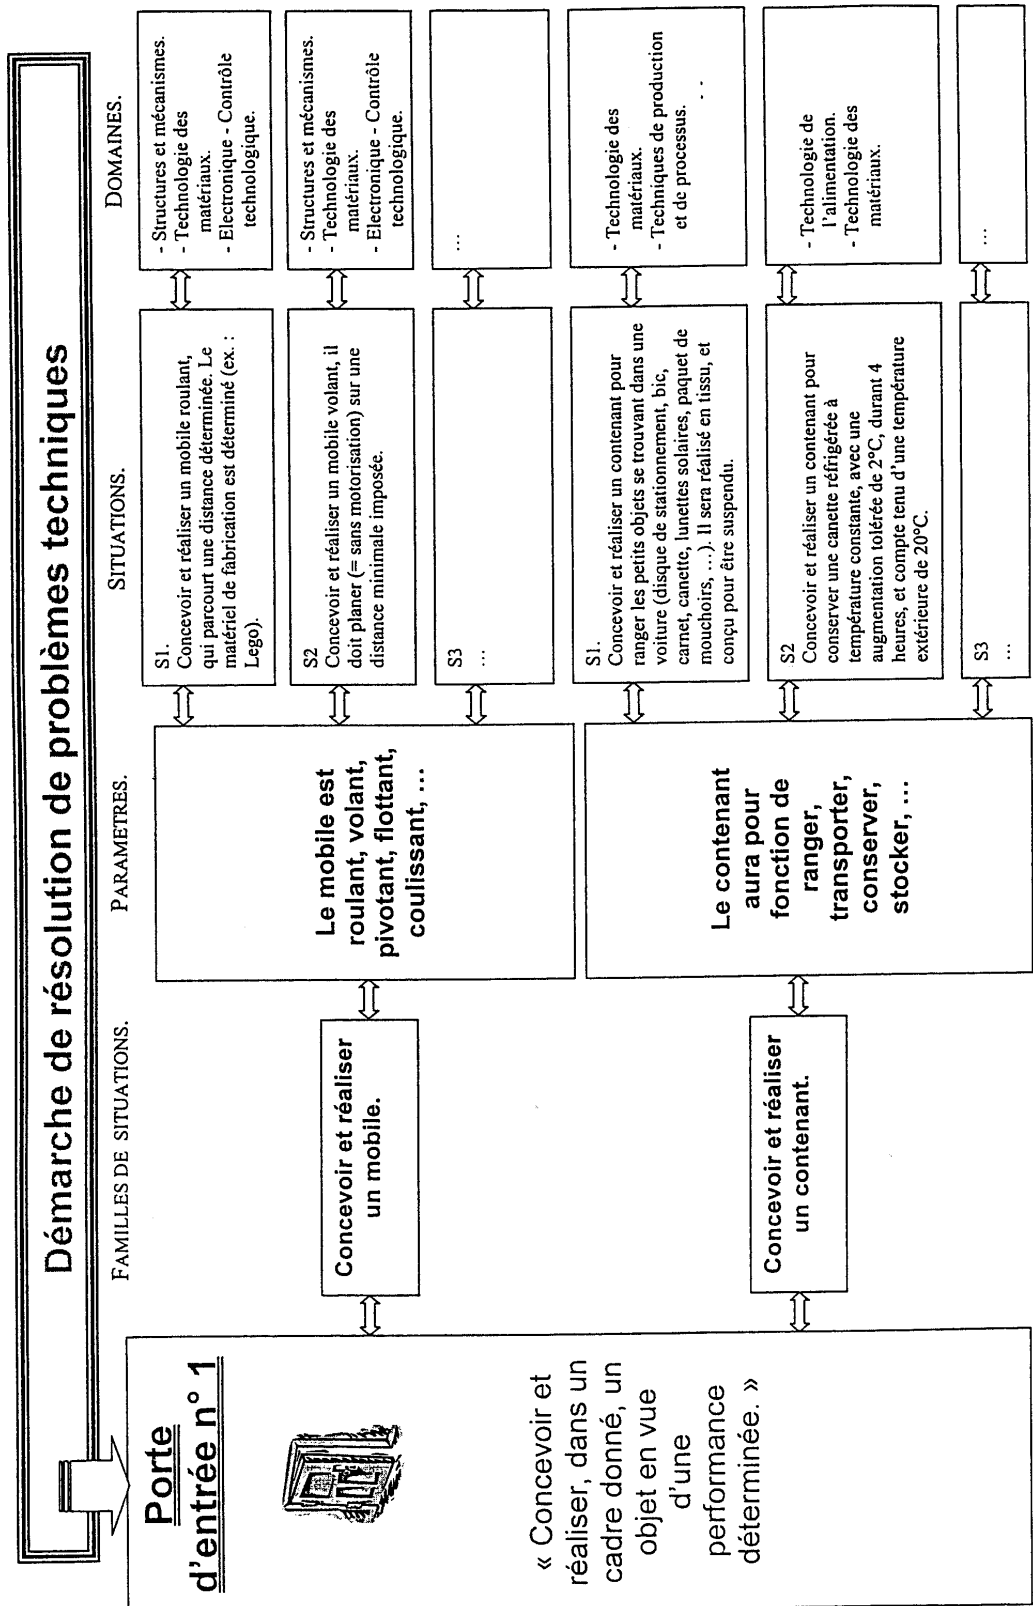 Démarche de résolution de problèmes techniques
FAMILLES DE SITUATIONS.
PARAMETRES.
SITUATIONS.
DOMAINES.
Porte
d'entrée n° 1
« Concevoir et
réaliser, dans un
cadre donné, un
objet en vue
d'une
performance
déterminée. »
Concevoir et réaliser
un mobile.
Le mobile est
roulant, volant,
pivotant, flottant,
coulissant, …
S1.
Concevoir et réaliser un mobile roulant,
qui parcourt une distance déterminée. Le
matériel de fabrication est déterminé (ex. :
Lego).
- Structures et mécanismes.
- Technologie des
matériaux.
- Electronique - Contrôle
technologique.
S2
Concevoir et réaliser un mobile volant, il
doit planer (= sans motorisation) sur une
distance minimale imposée.
- Structures et mécanismes.
- Technologie des
matériaux.
- Electronique - Contrôle
technologique.
S3
…
…
Concevoir et réaliser
un contenant.
Le contenant
aura pour
fonction de
ranger,
transporter,
conserver,
stocker, …
S1.
Concevoir et réaliser un contenant pour
ranger les petits objets se trouvant dans une
voiture (disque de stationnement, bic,
carnet, canette, lunettes solaires, paquet de
mouchoirs, …). Il sera réalisé en tissu, et
conçu pour être suspendu.
- Technologie des
matériaux.
- Techniques de production
et de processus.
S2
Concevoir et réaliser un contenant pour
conserver une canette réfrigérée à
température constante, avec une
augmentation tolérée de 2°C, durant 4
heures, et compte tenu d'une température
extérieure de 20°C.
- Technologie de
l'alimentation.
- Technologie des
matériaux.
S3
…
…